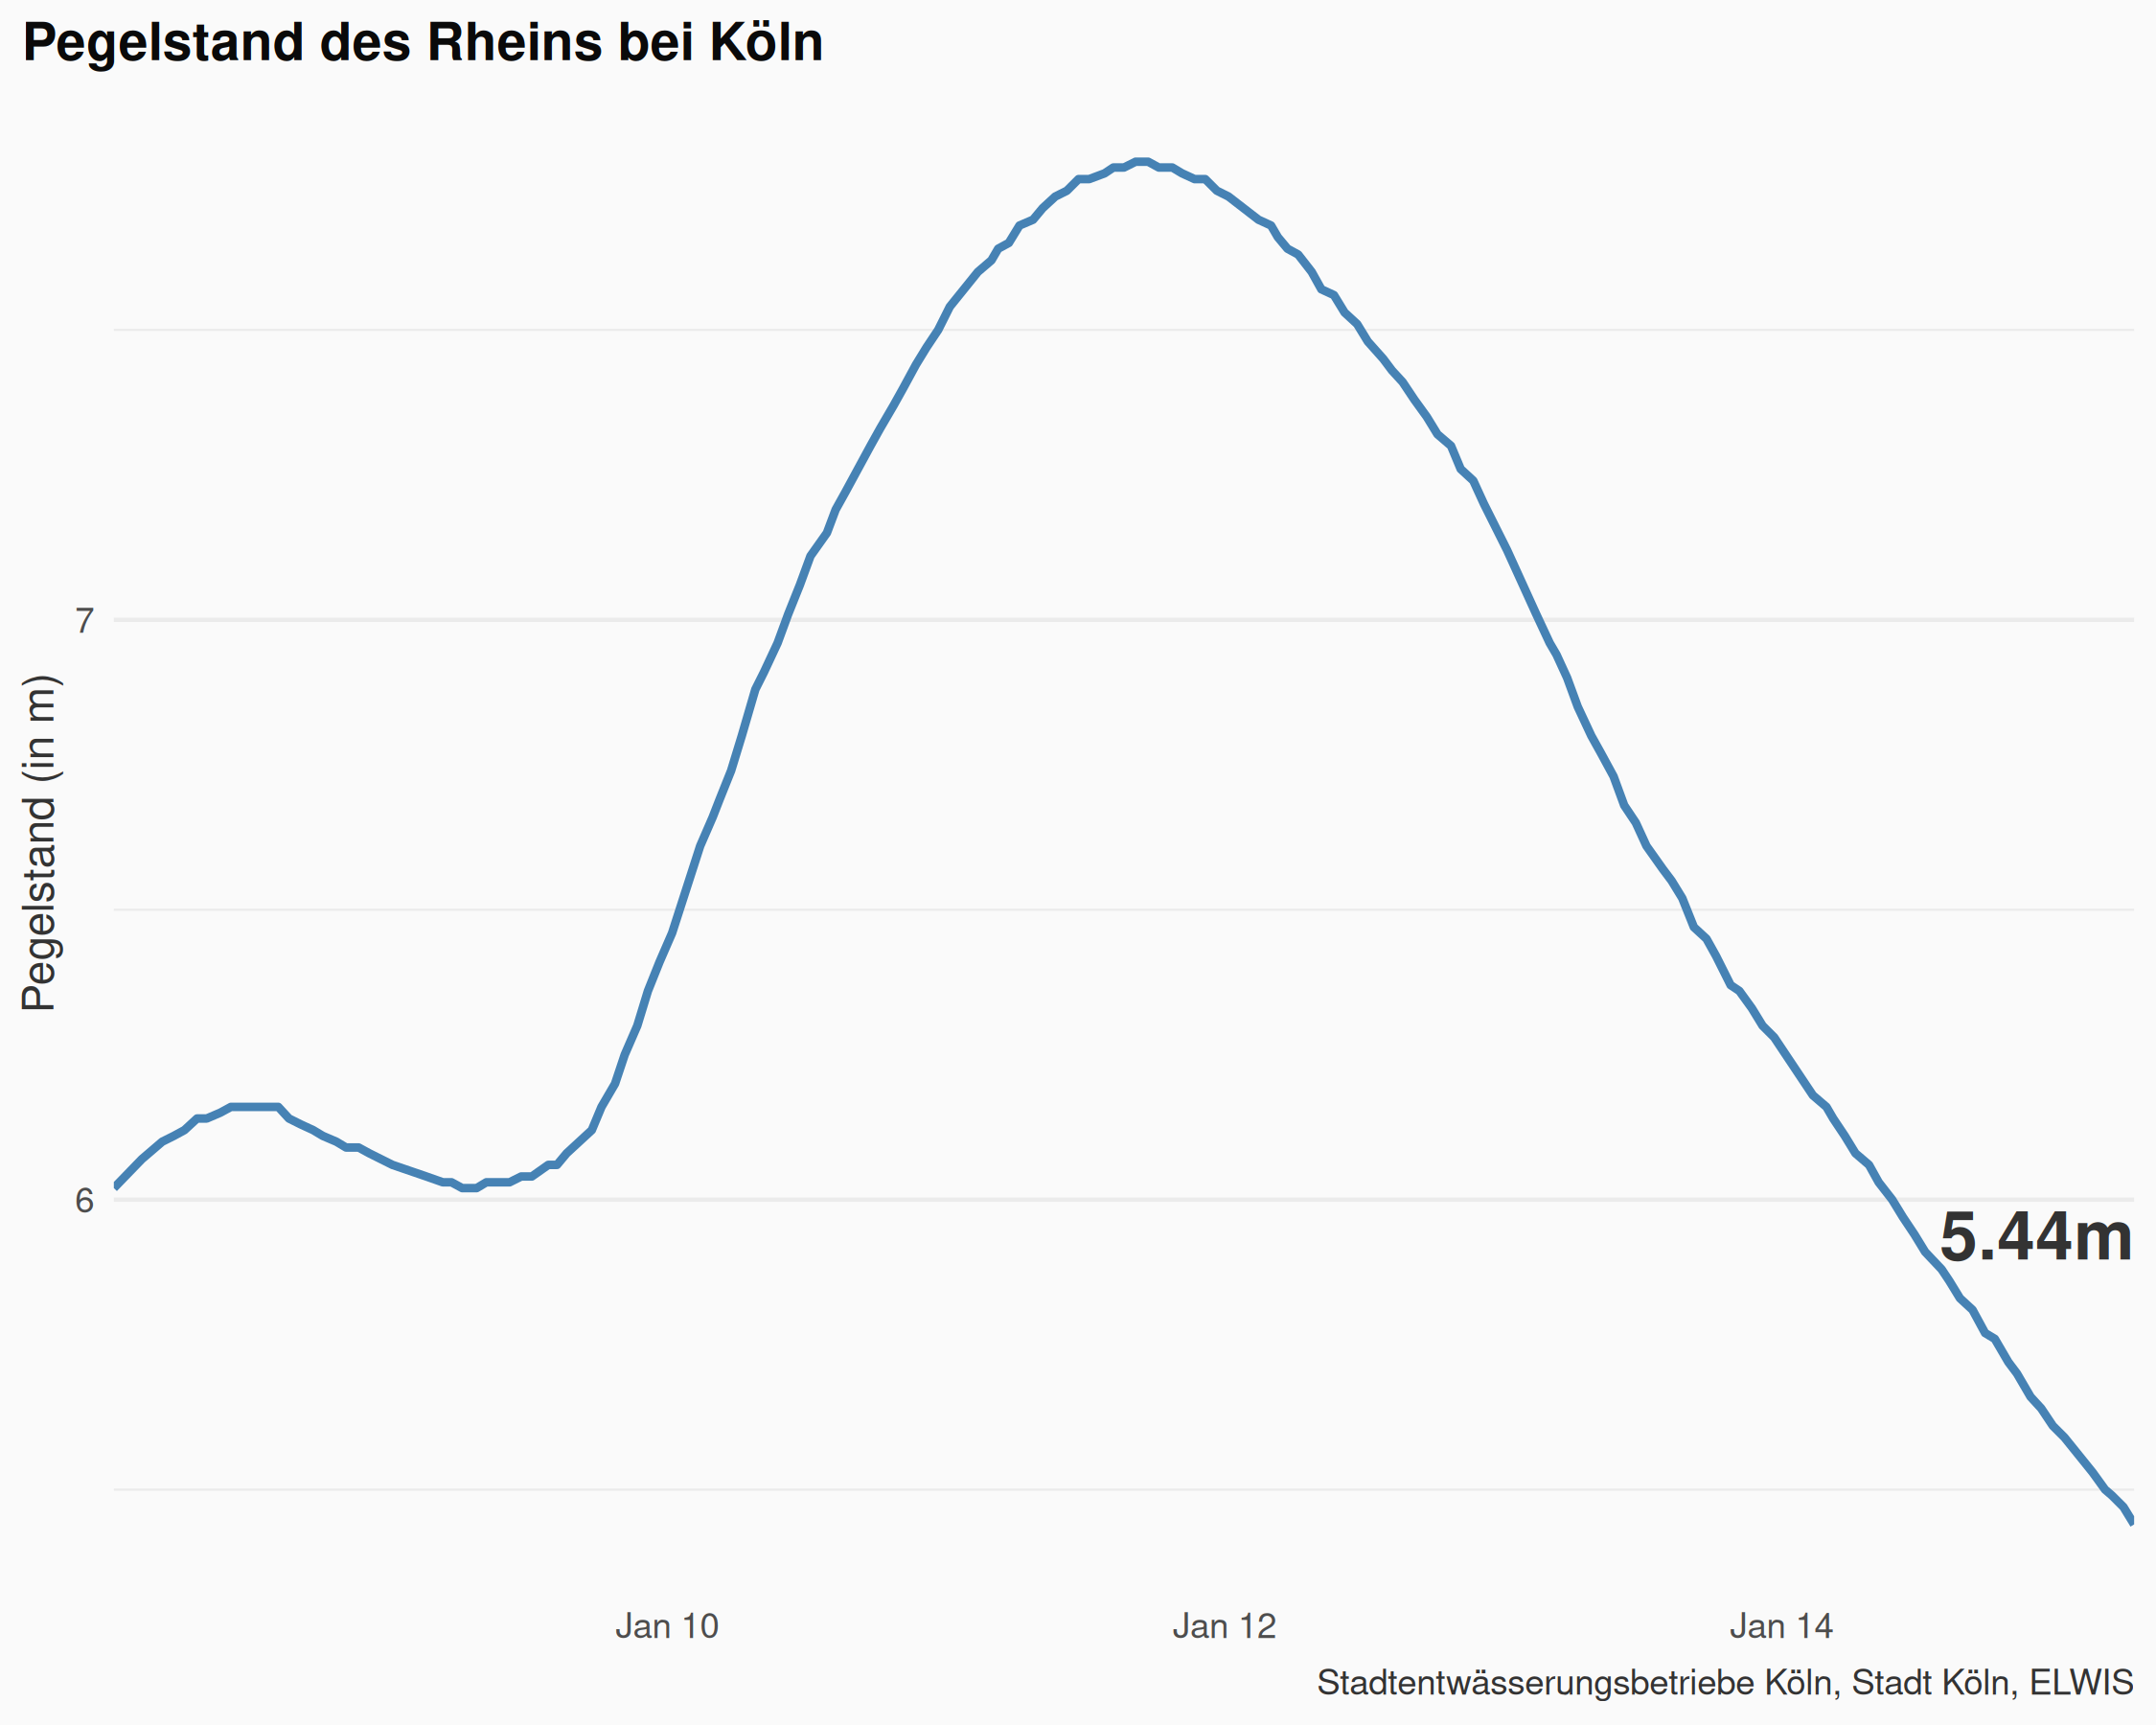 Pegelstand des Rheins bei Köln
Pegelstand (in m)
7
6
5.44m
Jan 10
Jan 12
Jan 14
Stadtentwässerungsbetriebe Köln, Stadt Köln, ELWIS